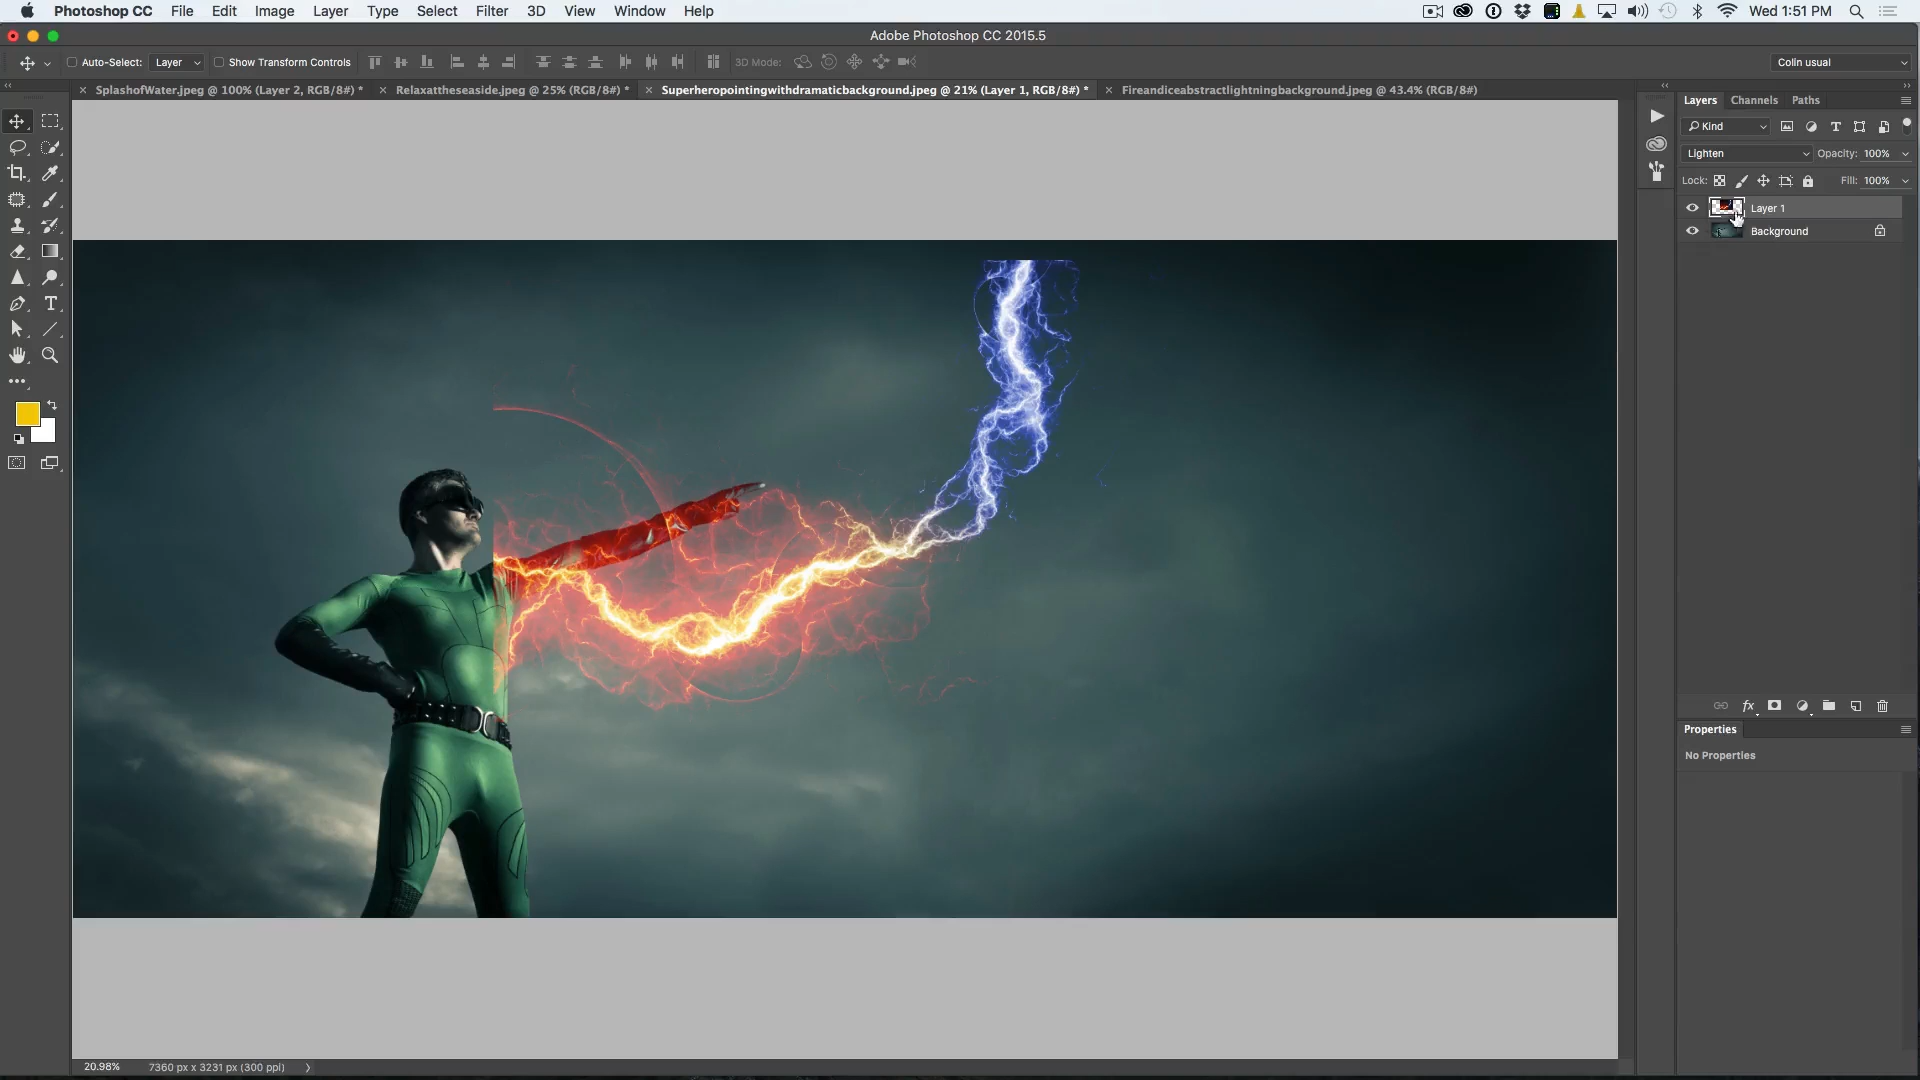 Photoshop CC File Edit Image Layer Type Select Filter 3D View Window Help Wed 1:51 PM
Adobe Photoshop CC 2015.5
Auto-Select: Layer Show Transform Controls 3D Mode: Colin usual
SplashofWater.jpeg @ 100% (Layer 2, RGB/8#) * Relaxattheseaside.jpeg @ 25% (RGB/8#) * Superheropointingwithdramaticbackground.jpeg @ 21% (Layer 1, RGB/8#) * Fireandiceabstractlightningbackground.jpeg @ 43.4% (RGB/8#)
Layers Channels Paths
Kind
Lighten Opacity: 100%
Lock: Fill: 100%
Layer 1
Background
fx
Properties
No Properties
20.98% 7360 px x 3231 px (300 ppi)